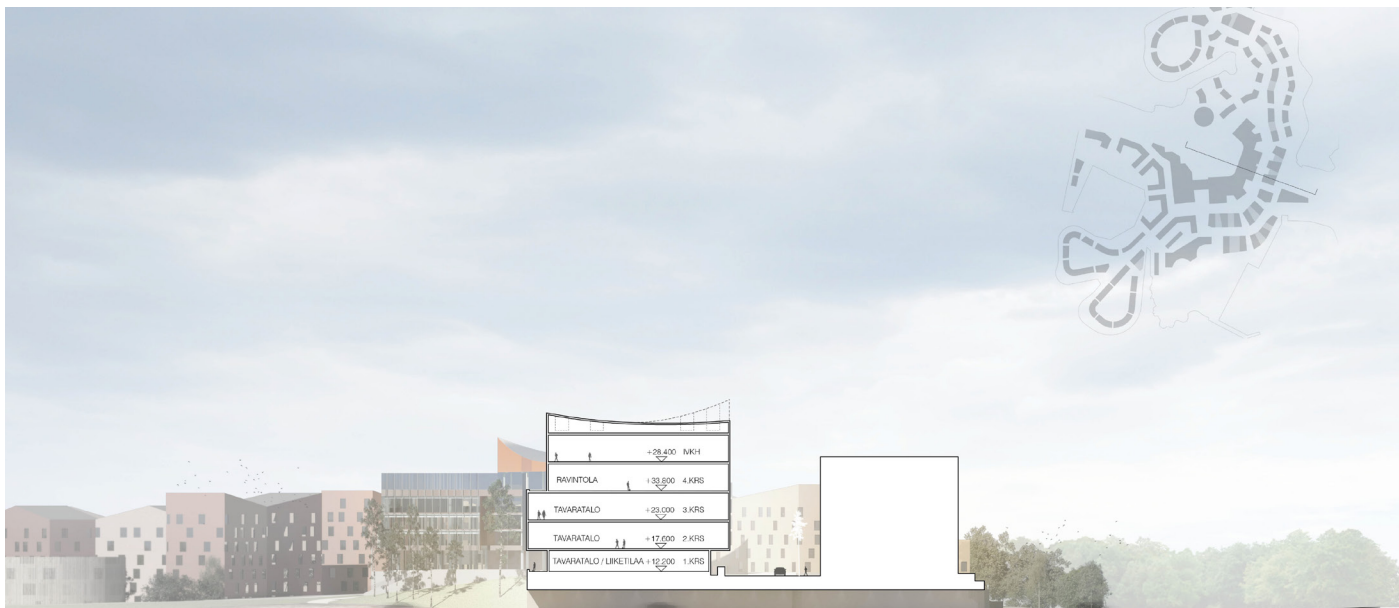 +28.400 IVKH
RAVINTOLA +33.800 4.KRS
TAVARATALO +23.000 3.KRS
TAVARATALO +17.600 2.KRS
TAVARATALO / LIIKETILAA +12.200 1.KRS